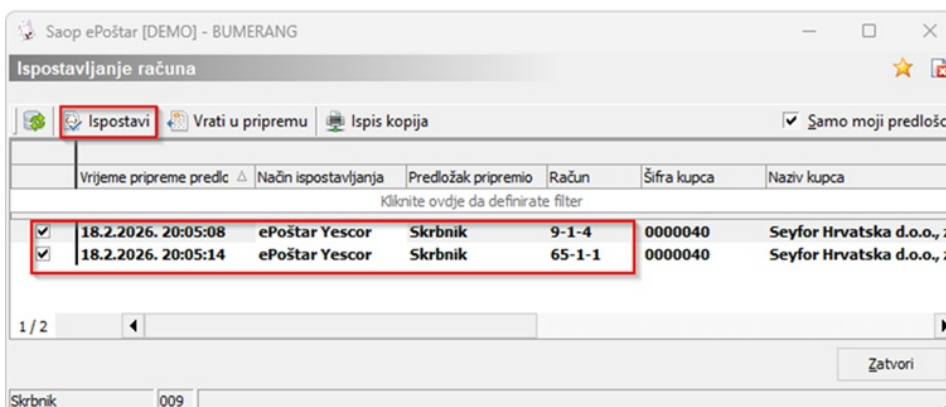 Saop ePoštar [DEMO] - BUMERANG
Ispostavljanje računa
Ispostavi Vrati u pripremu Ispis kopija Samo moji predlošc
Vrijeme pripreme predlc Način ispostavljanja Predložak pripremio Račun Šifra kupca Naziv kupca
Kliknite ovdje da definirate filter
18.2.2026. 20:05:08 ePoštar Yescor Skrbnik 9-1-4 0000040 Seyfor Hrvatska d.o.o., z
18.2.2026. 20:05:14 ePoštar Yescor Skrbnik 65-1-1 0000040 Seyfor Hrvatska d.o.o., z
1 / 2
Zatvori
Skrbnik 009